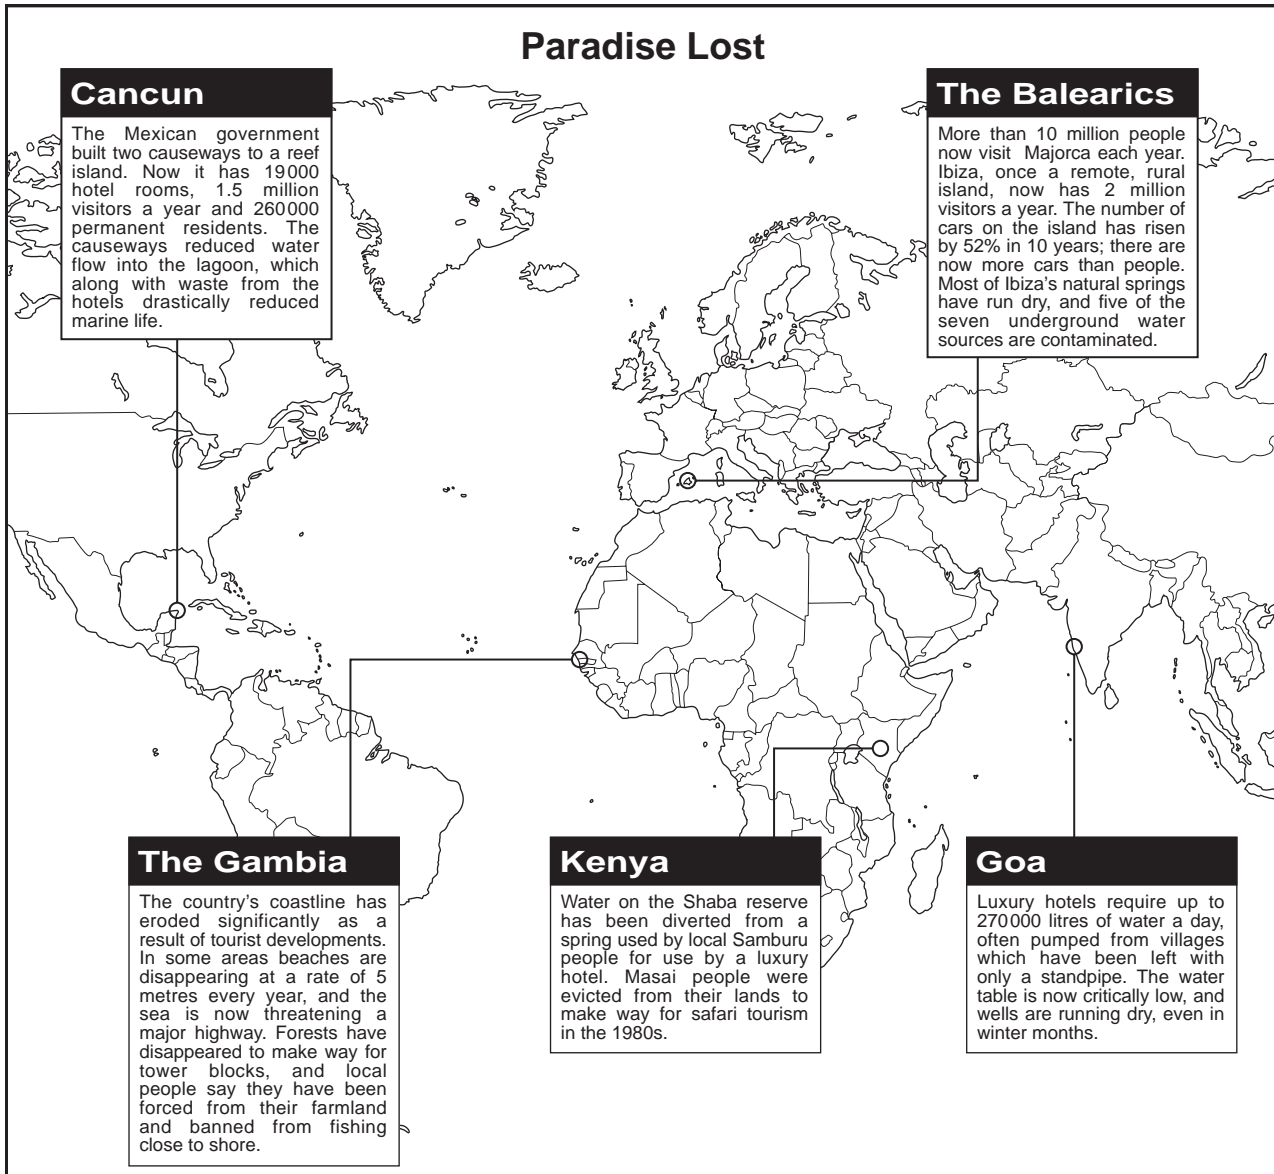 Paradise Lost
Cancun
The Mexican government
built two causeways to a reef
island. Now it has 19000
hotel rooms, 1.5 million
visitors a year and 260000
permanent residents. The
causeways reduced water
flow into the lagoon, which
along with waste from the
hotels drastically reduced
marine life.
The Balearics
More than 10 million people
now visit Majorca each year.
Ibiza, once a remote, rural
island, now has 2 million
visitors a year. The number of
cars on the island has risen
by 52% in 10 years; there are
now more cars than people.
Most of Ibiza's natural springs
have run dry, and five of the
seven underground water
sources are contaminated.
The Gambia
The country's coastline has
eroded significantly as a
result of tourist developments.
In some areas beaches are
disappearing at a rate of 5
metres every year, and the
sea is now threatening a
major highway. Forests have
disappeared to make way for
tower blocks, and local
people say they have been
forced from their farmland
and banned from fishing
close to shore.
Kenya
Water on the Shaba reserve
has been diverted from a
spring used by local Samburu
people for use by a luxury
hotel. Masai people were
evicted from their lands to
make way for safari tourism
in the 1980s.
Goa
Luxury hotels require up to
270000 litres of water a day,
often pumped from villages
which have been left with
only a standpipe. The water
table is now critically low, and
wells are running dry, even in
winter months.